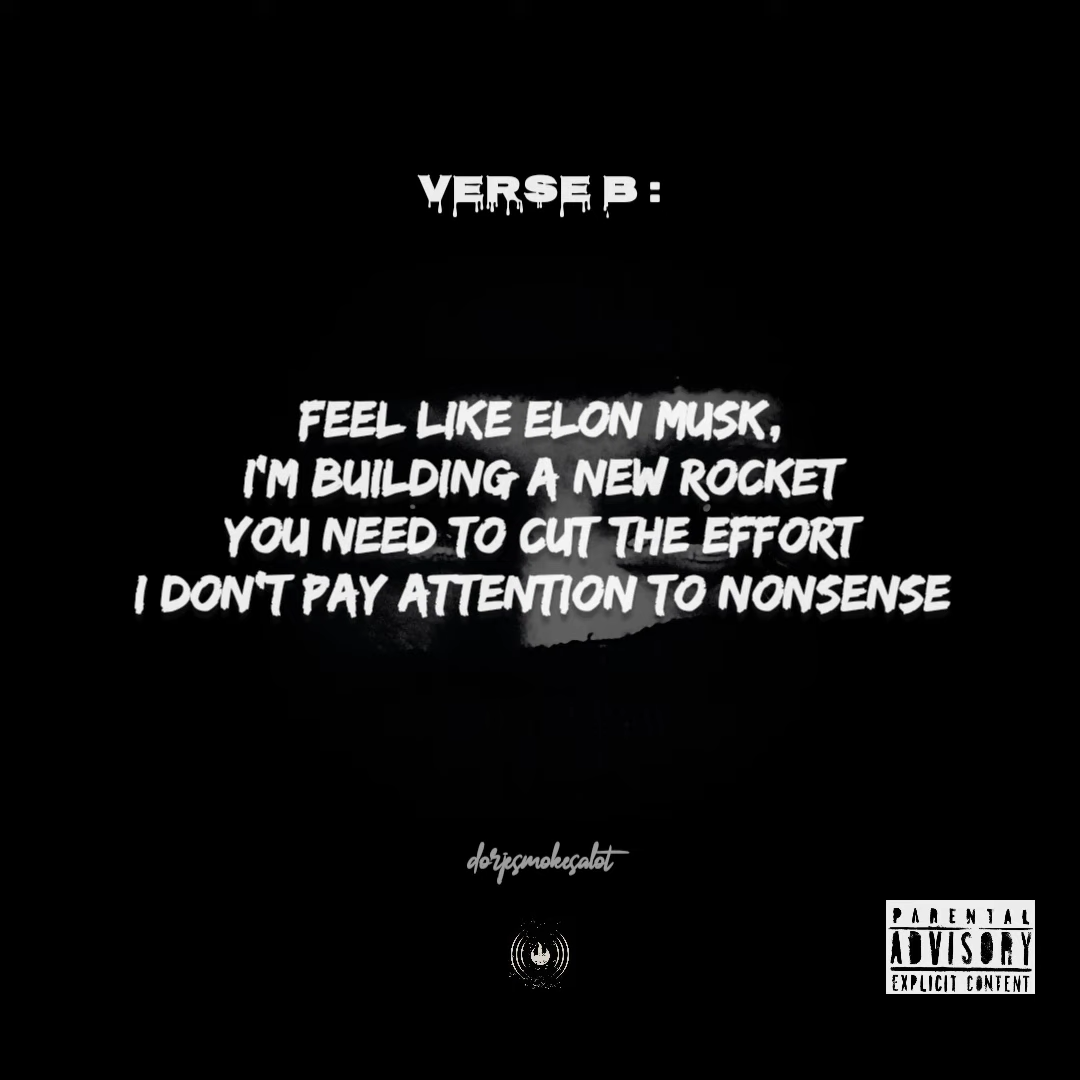 VERSE B :
FEEL LIKE ELON MUSK,
I'M BUILDING A NEW ROCKET
YOU NEED TO CUT THE EFFORT
I DON'T PAY ATTENTION TO NONSENSE
dorjesmokesalot
PARENTAL
ADVISORY
EXPLICIT CONTENT